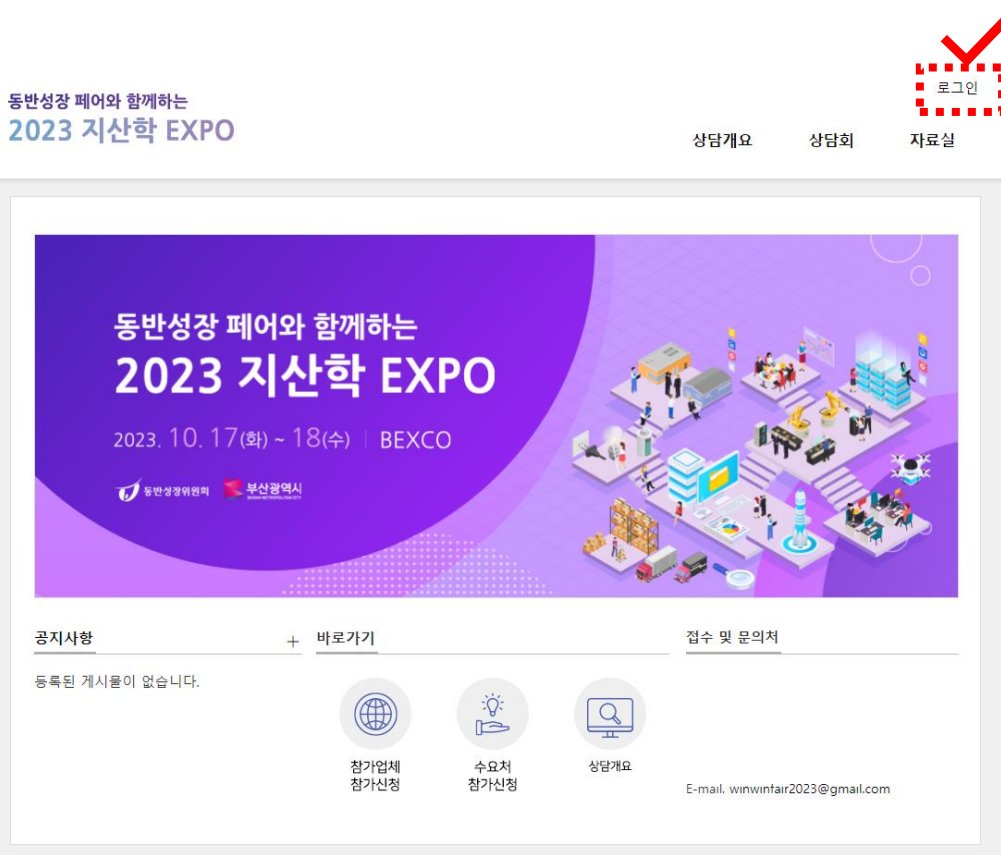 로그인
동반성장 페어와 함께하는
2023 지산학 EXPO
상담개요 상담회 자료실
동반성장 페어와 함께하는
2023 지산학 EXPO
2023. 10. 17(화) ~ 18(수) | BEXCO
동반성장위원회 부산광역시
공지사항 + 바로가기 접수 및 문의처
등록된 게시물이 없습니다.
참가업체 수요처 상담개요
참가신청 참가신청
E-mail. winwinfair2023@gmail.com